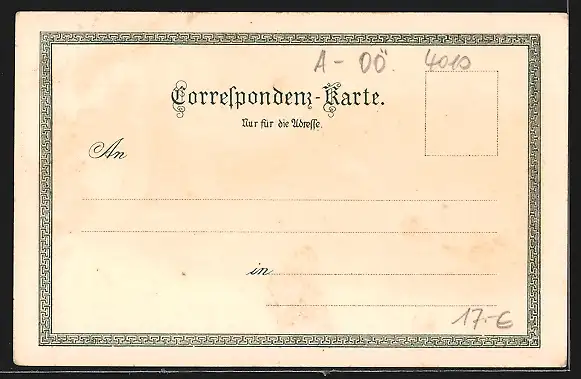 A - OÖ. 4010
Correspondenz-Karte.
Nur für die Adresse.
An
in
17.-€